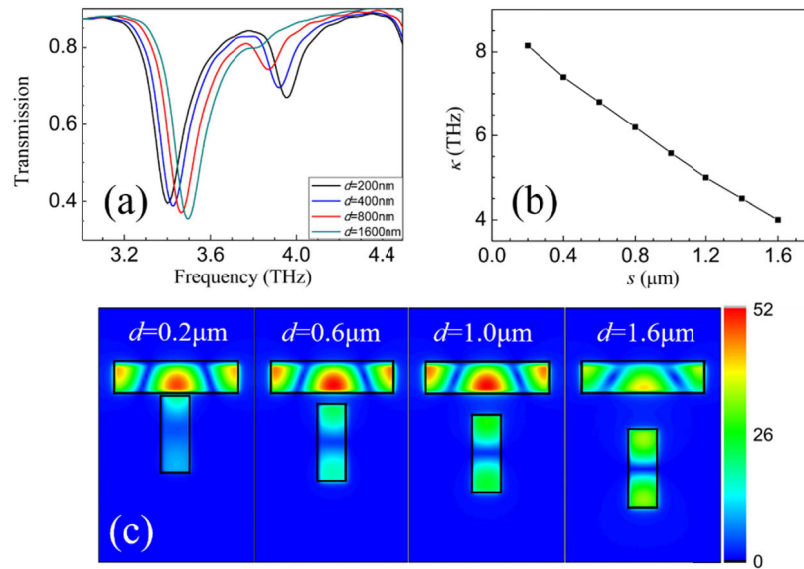 0.8
0.6
0.4
Transmission
(a)
d=200nm
d=400nm
d=800nm
d=1600nm
3.2 3.6 4.0 4.4
Frequency (THz)
8
6
4
κ (THz)
(b)
0.0 0.4 0.8 1.2 1.6
s (μm)
d=0.2μm d=0.6μm d=1.0μm d=1.6μm
(c)
52
26
0